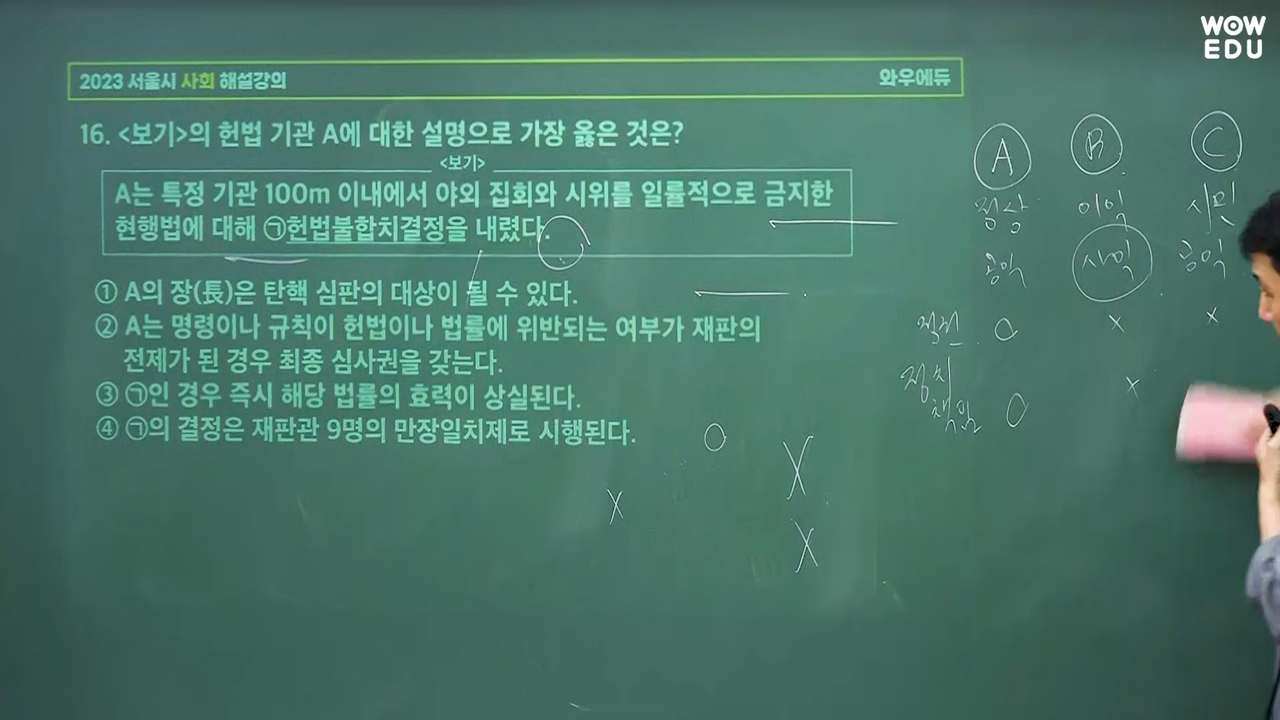 WOW
EDU
2023 서울시 사회 해설강의
와우에듀
16. <보기>의 헌법 기관 A에 대한 설명으로 가장 옳은 것은?
<보기>
A는 특정 기관 100m 이내에서 야외 집회와 시위를 일률적으로 금지한
현행법에 대해 ㉠헌법불합치결정을 내렸다.
① A의 장(長)은 탄핵 심판의 대상이 될 수 있다.
② A는 명령이나 규칙이 헌법이나 법률에 위반되는 여부가 재판의
전제가 된 경우 최종 심사권을 갖는다.
③ ㉠인 경우 즉시 해당 법률의 효력이 상실된다.
④ ㉠의 결정은 재판관 9명의 만장일치제로 시행된다.
A B C
정당 이익 시민
공익 사익 공익
정권 O X X
정치 X
책임 O
O X
X
X